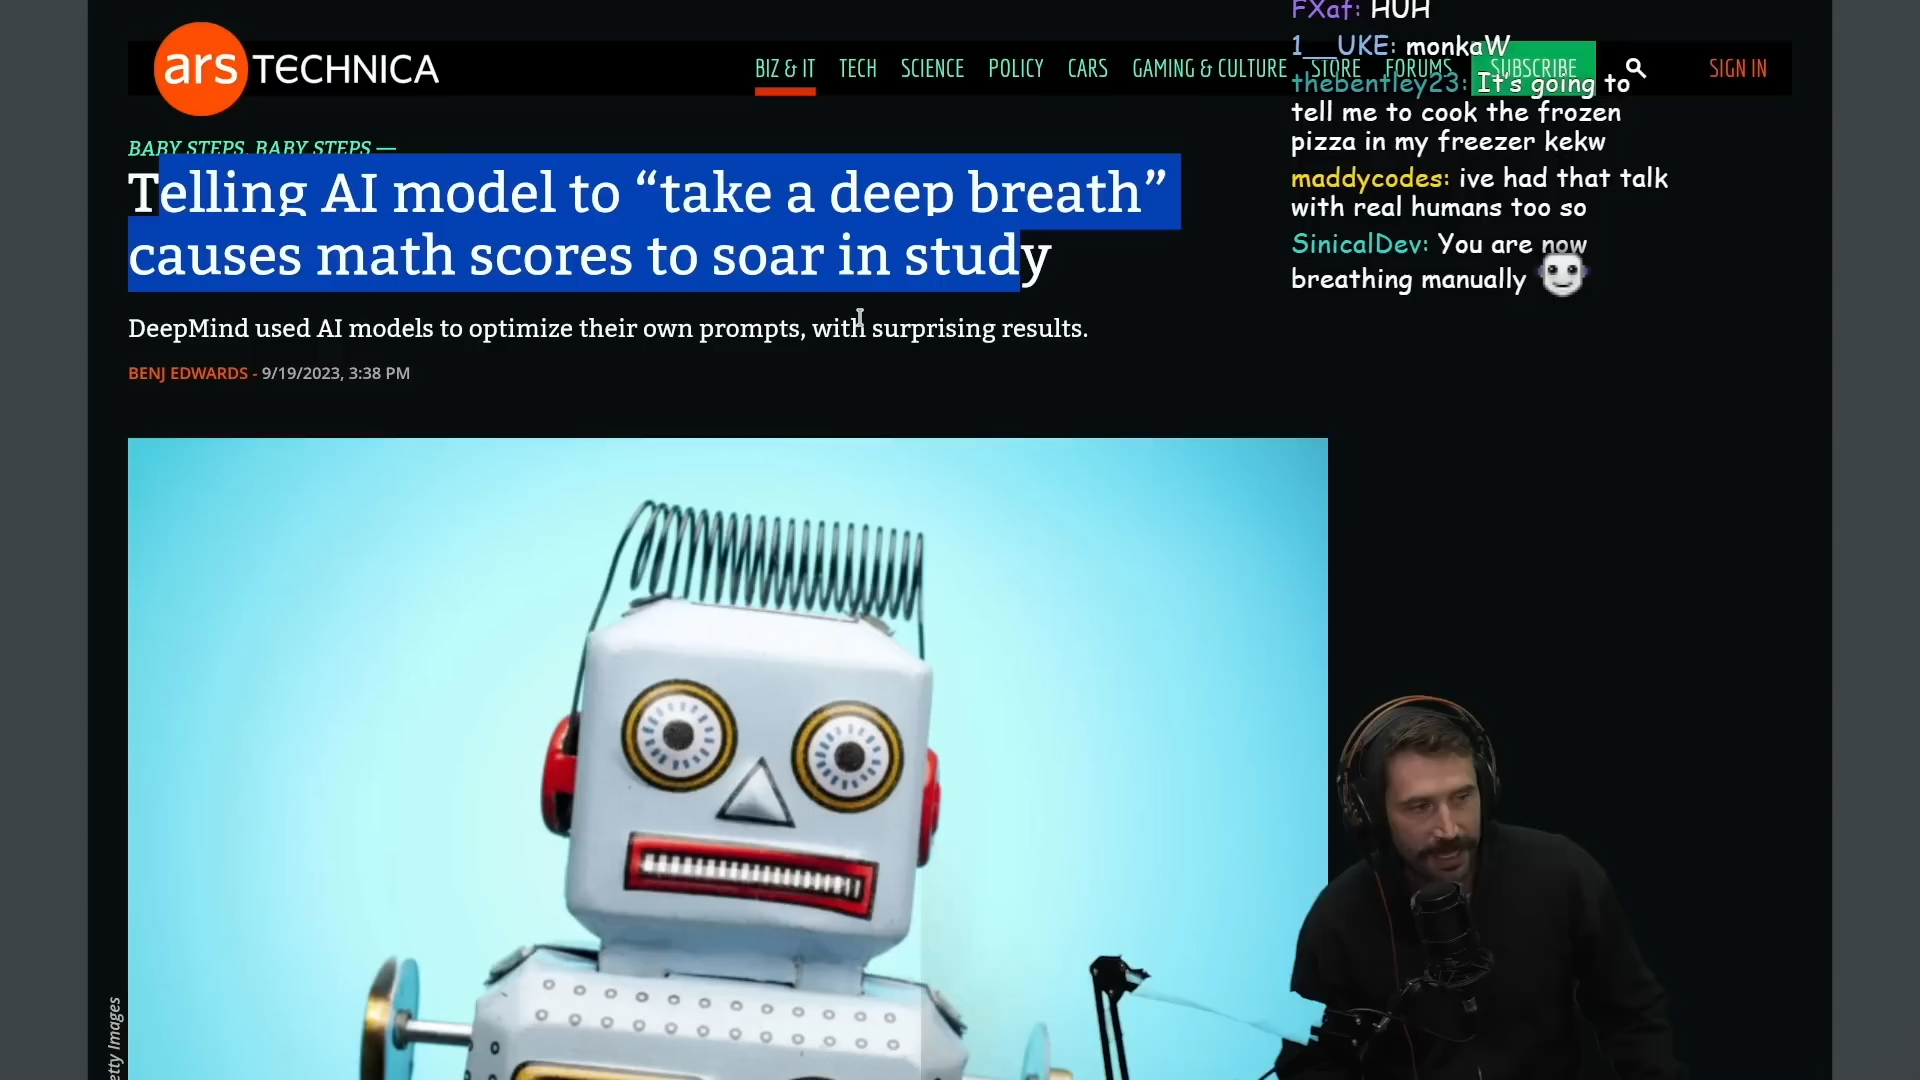 ars TECHNICA
BIZ & IT TECH SCIENCE POLICY CARS GAMING & CULTURE STORE FORUMS SUBSCRIBE SIGN IN
BABY STEPS, BABY STEPS —
Telling AI model to “take a deep breath”
causes math scores to soar in study
DeepMind used AI models to optimize their own prompts, with surprising results.
BENJ EDWARDS - 9/19/2023, 3:38 PM
FXaf: HUH
1__UKE: monkaW
thebentley23: It's going to
tell me to cook the frozen
pizza in my freezer kekw
maddycodes: ive had that talk
with real humans too so
SinicalDev: You are now
breathing manually
etty Images